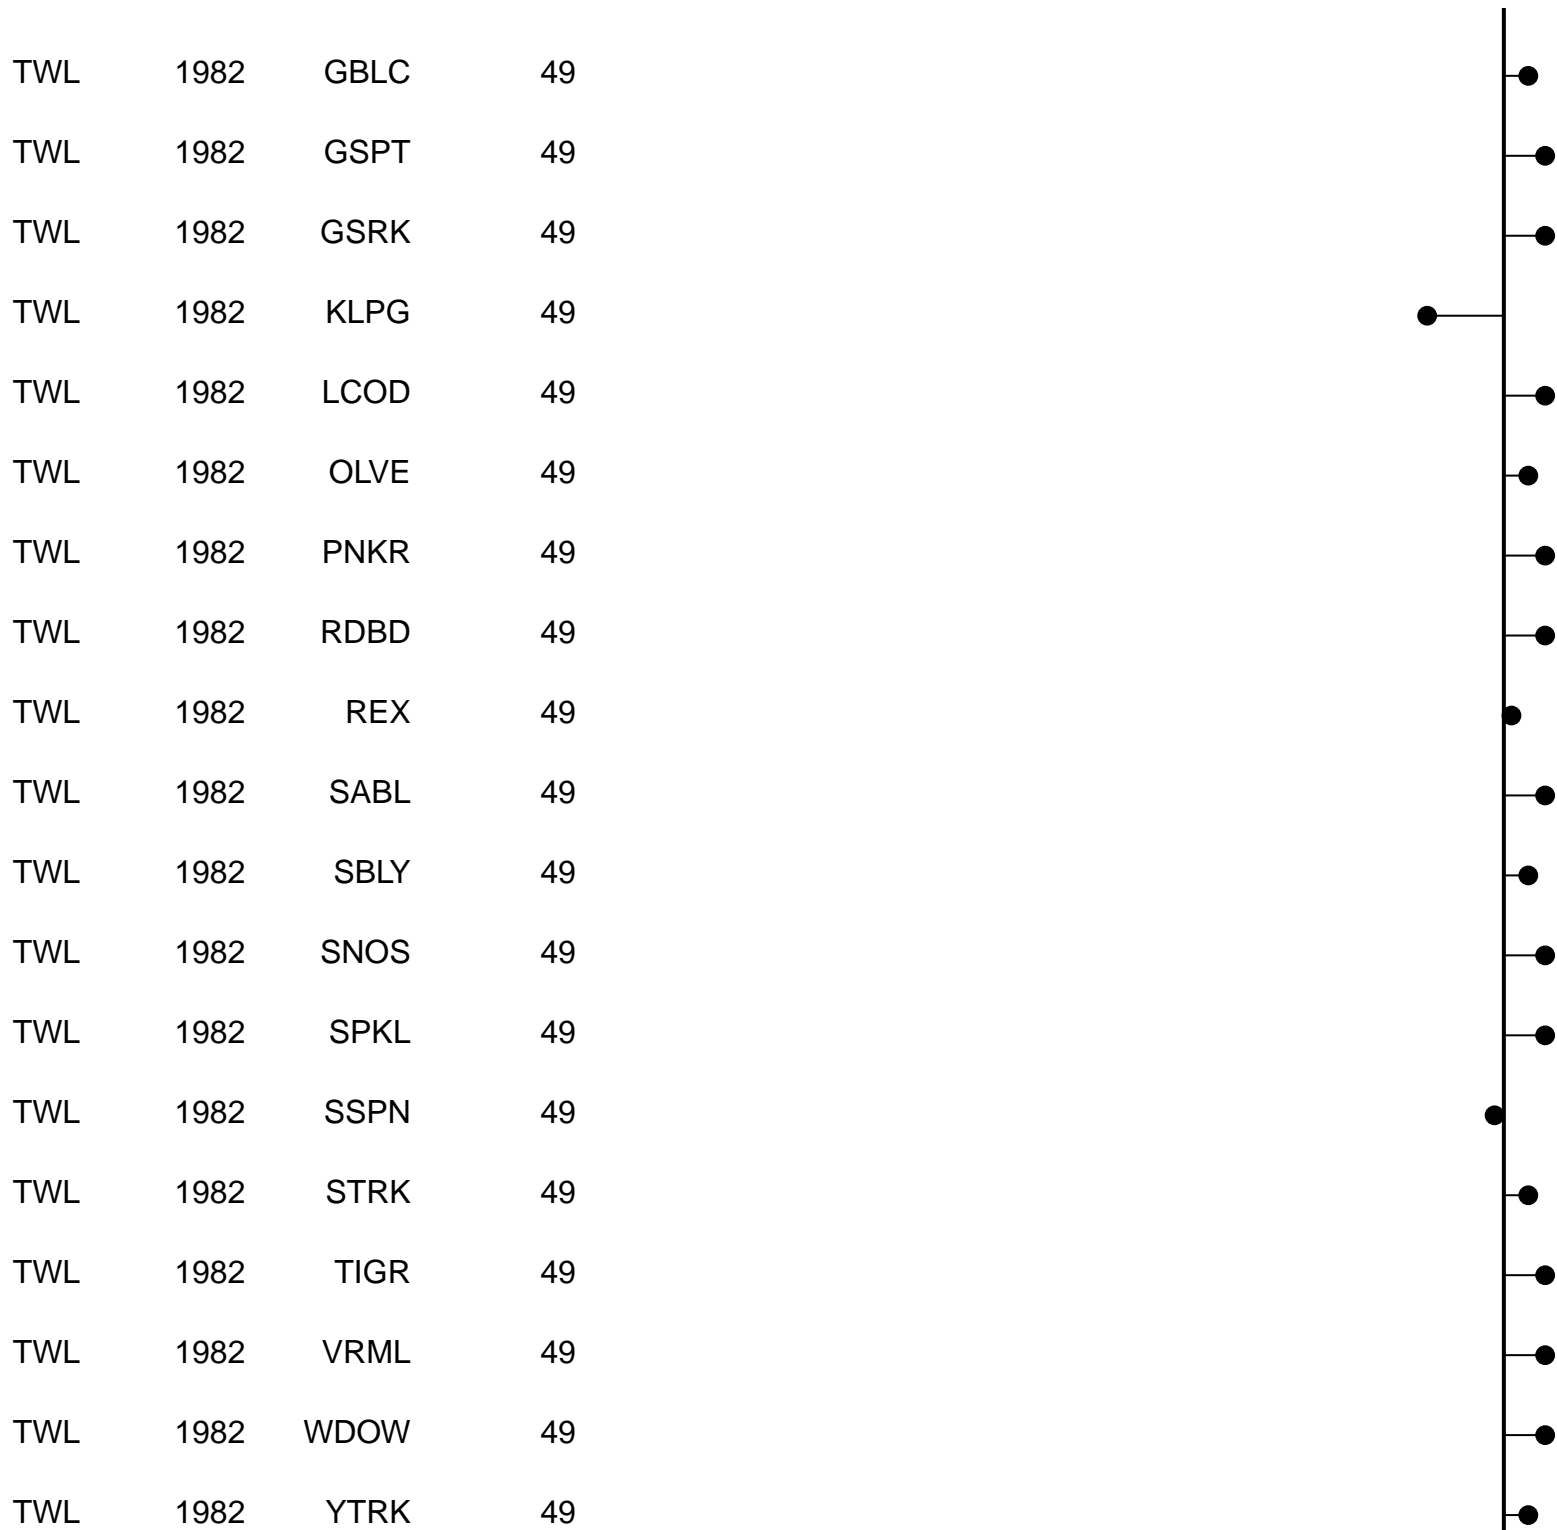 TWL 1982 GBLC 49
TWL 1982 GSPT 49
TWL 1982 GSRK 49
TWL 1982 KLPG 49
TWL 1982 LCOD 49
TWL 1982 OLVE 49
TWL 1982 PNKR 49
TWL 1982 RDBD 49
TWL 1982 REX 49
TWL 1982 SABL 49
TWL 1982 SBLY 49
TWL 1982 SNOS 49
TWL 1982 SPKL 49
TWL 1982 SSPN 49
TWL 1982 STRK 49
TWL 1982 TIGR 49
TWL 1982 VRML 49
TWL 1982 WDOW 49
TWL 1982 YTRK 49